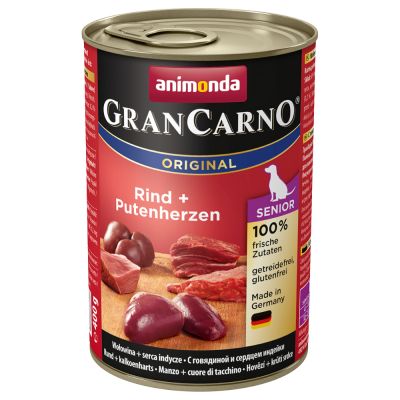 animonda
GRANCARNO®
ORIGINAL
Rind +
Putenherzen
SENIOR
100%
frische
Zutaten
getreidefrei,
glutenfrei
Made in
Germany
400g
Wołowina + serca indycze • С говядиной и сердцем индейки
Rund + kalkoenharts • Manzo + cuore di tacchino • Hovězí + krůtí srdce